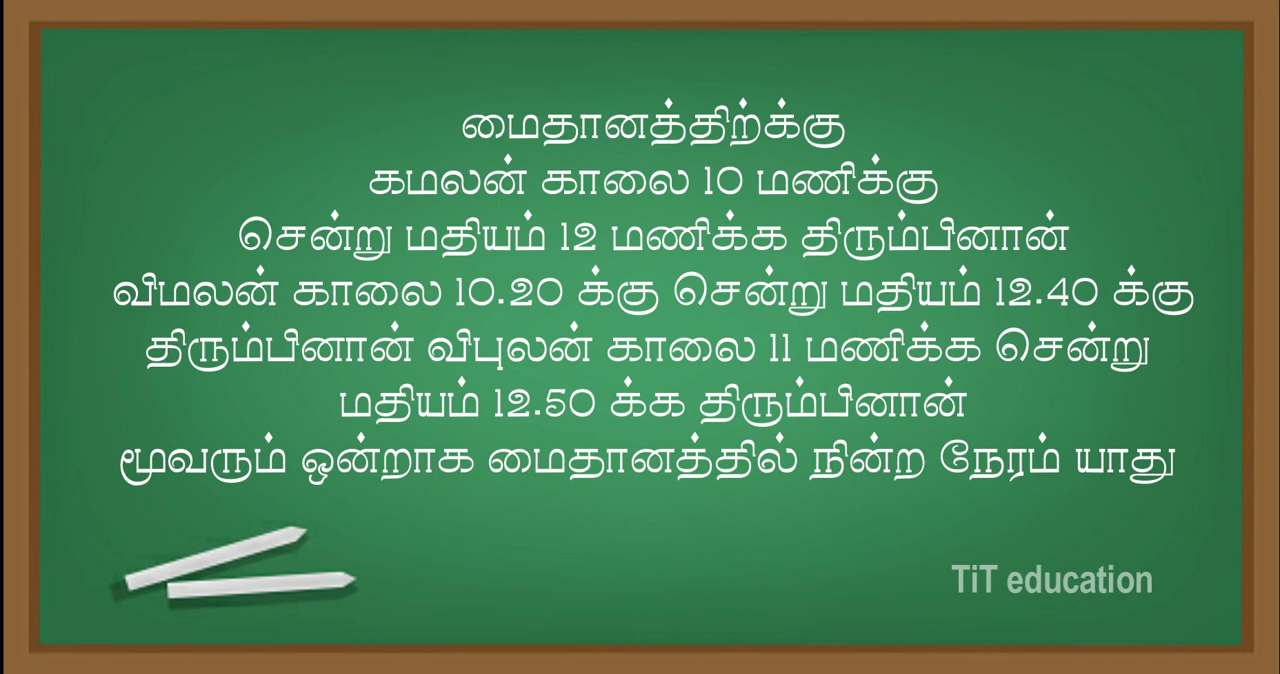 மைதானத்திற்க்கு
கமலன் காலை 10 மணிக்கு
சென்று மதியம் 12 மணிக்க திரும்பினான்
விமலன் காலை 10.20 க்கு சென்று மதியம் 12.40 க்கு
திரும்பினான் விபுலன் காலை 11 மணிக்க சென்று
மதியம் 12.50 க்க திரும்பினான்
மூவரும் ஒன்றாக மைதானத்தில் நின்ற நேரம் யாது
TiT education